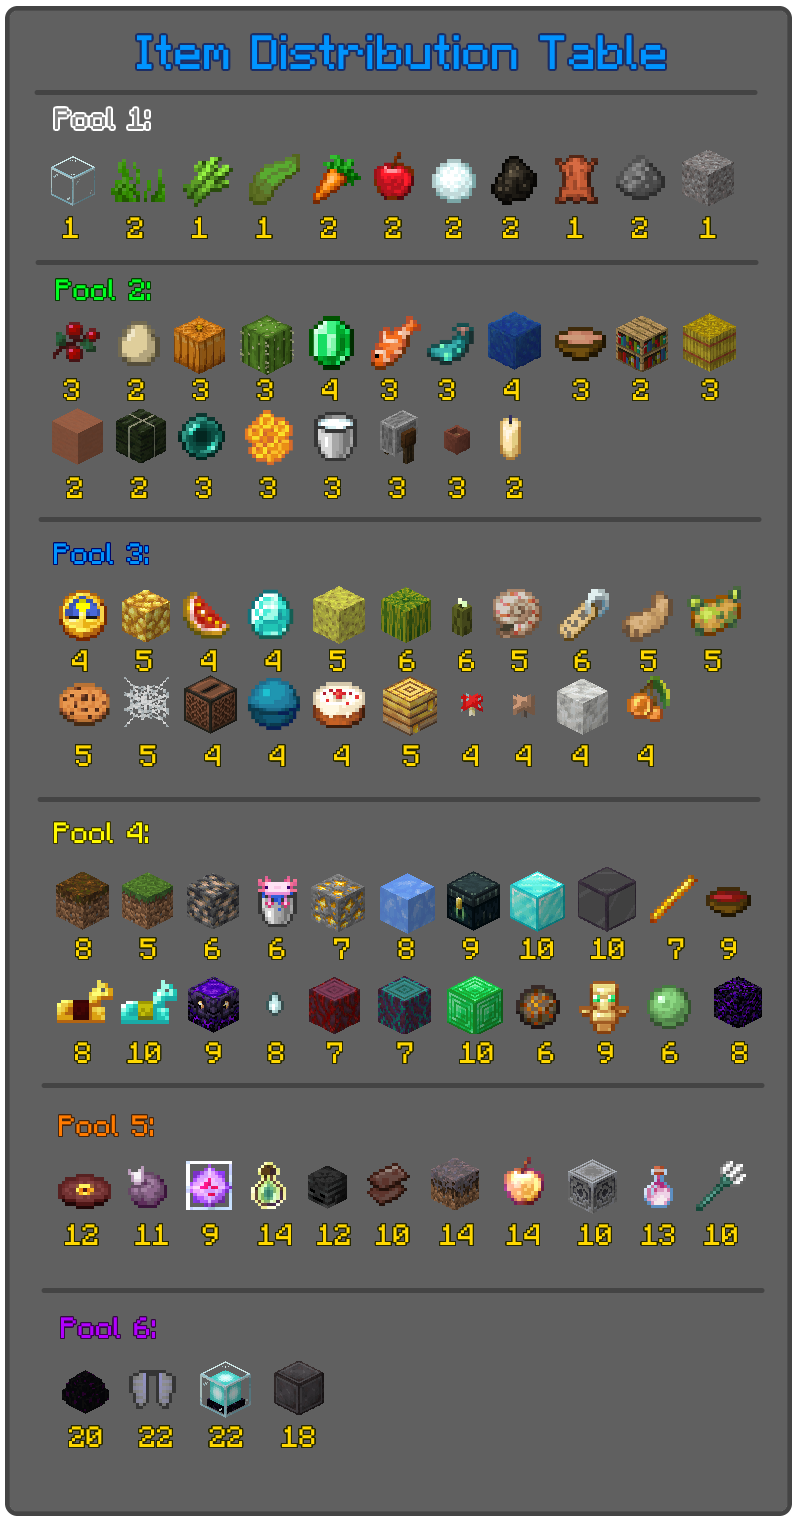 Item Distribution Table
Pool 1:
1 2 1 1 2 2 2 2 1 2 1
Pool 2:
3 2 3 3 4 3 3 4 3 2 3
2 2 3 3 3 3 3 2
Pool 3:
4 5 4 4 5 6 6 5 6 5 5
5 5 4 4 4 5 4 4 4 4
Pool 4:
8 5 6 6 7 8 9 10 10 7 9
8 10 9 8 7 7 10 6 9 6 8
Pool 5:
12 11 9 14 12 10 14 14 10 13 10
Pool 6:
20 22 22 18